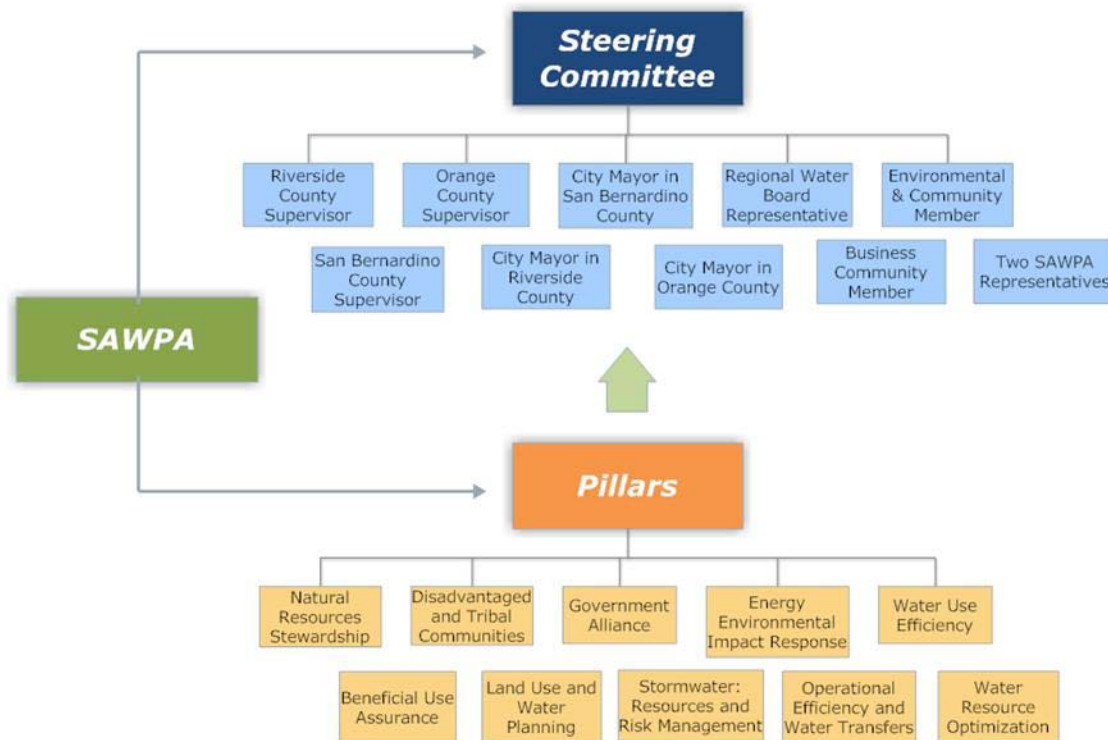 Steering
Committee
Riverside
County
Supervisor
Orange
County
Supervisor
City Mayor in
San Bernardino
County
Regional Water
Board
Representative
Environmental
& Community
Member
San Bernardino
County
Supervisor
City Mayor in
Riverside
County
City Mayor in
Orange County
Business
Community
Member
Two SAWPA
Representatives
SAWPA
Pillars
Natural
Resources
Stewardship
Disadvantaged
and Tribal
Communities
Government
Alliance
Energy
Environmental
Impact Response
Water Use
Efficiency
Beneficial Use
Assurance
Land Use and
Water
Planning
Stormwater:
Resources and
Risk Management
Operational
Efficiency and
Water Transfers
Water
Resource
Optimization